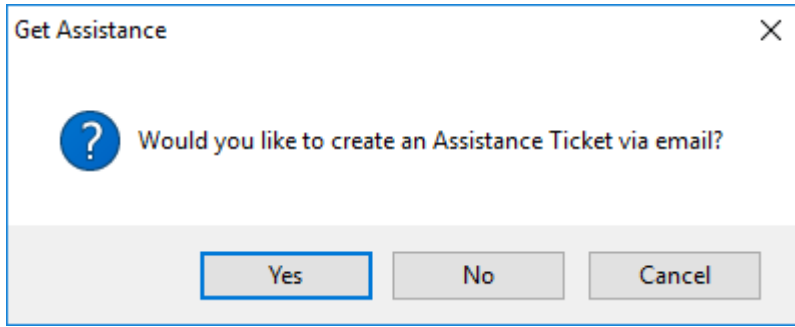 Get Assistance
Would you like to create an Assistance Ticket via email?
Yes
No
Cancel